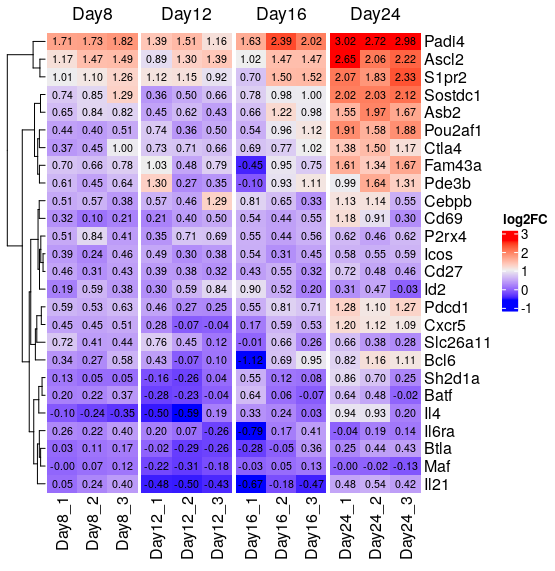 Day8 Day12 Day16 Day24
1.71 1.73 1.82 1.39 1.51 1.16 1.63 2.39 2.02 3.02 2.72 2.98 Padi4
1.17 1.47 1.49 0.89 1.30 1.39 1.02 1.47 1.47 2.65 2.06 2.22 Ascl2
1.01 1.10 1.26 1.12 1.15 0.92 0.70 1.50 1.52 2.07 1.83 2.33 S1pr2
0.74 0.85 1.29 0.36 0.50 0.66 0.78 0.98 1.00 2.02 2.03 2.12 Sostdc1
0.65 0.84 0.82 0.45 0.62 0.43 0.66 1.22 0.98 1.55 1.97 1.67 Asb2
0.44 0.40 0.51 0.74 0.36 0.50 0.54 0.96 1.12 1.91 1.58 1.88 Pou2af1
0.37 0.45 1.00 0.73 0.71 0.66 0.69 0.77 1.02 1.38 1.50 1.17 Ctla4
0.70 0.66 0.78 1.03 0.48 0.79 -0.45 0.95 0.75 1.61 1.34 1.67 Fam43a
0.61 0.45 0.64 1.30 0.27 0.35 -0.10 0.93 1.11 0.99 1.64 1.31 Pde3b
0.51 0.57 0.38 0.57 0.46 1.29 0.81 0.65 0.33 1.13 1.14 0.55 Cebpb
0.32 0.10 0.21 0.21 0.40 0.50 0.54 0.44 0.55 1.18 0.91 0.30 Cd69
0.51 0.84 0.41 0.35 0.71 0.69 0.55 0.44 0.56 0.62 0.46 0.62 P2rx4
0.39 0.24 0.46 0.49 0.30 0.38 0.54 0.31 0.45 0.58 0.55 0.59 Icos
0.46 0.31 0.43 0.39 0.38 0.32 0.43 0.55 0.32 0.72 0.48 0.46 Cd27
0.19 0.59 0.38 0.30 0.59 0.84 0.90 0.52 0.20 0.31 0.47 -0.03 Id2
0.59 0.53 0.63 0.46 0.27 0.25 0.55 0.81 0.71 1.28 1.10 1.27 Pdcd1
0.45 0.45 0.51 0.28 -0.07 -0.04 0.17 0.59 0.53 1.20 1.12 1.09 Cxcr5
0.72 0.41 0.44 0.76 0.45 0.12 -0.01 0.66 0.26 0.66 0.38 0.28 Slc26a11
0.34 0.27 0.58 0.43 -0.07 0.10 -1.12 0.69 0.95 0.82 1.16 1.11 Bcl6
0.13 0.05 0.05 -0.16 -0.26 0.04 0.55 0.12 0.08 0.86 0.70 0.25 Sh2d1a
0.20 0.22 0.37 -0.28 -0.23 -0.04 0.64 0.06 -0.07 0.64 0.48 -0.02 Batf
-0.10 -0.24 -0.35 -0.50 0.19 0.33 0.24 0.03 0.94 0.93 0.20 Il4
0.26 0.22 0.40 0.20 0.07 -0.26 0.17 0.41 -0.04 0.19 0.14 Il6ra
0.03 0.11 0.17 -0.02 -0.29 -0.26 -0.28 -0.05 0.36 0.25 0.44 0.43 Btla
-0.00 0.07 0.12 -0.22 -0.31 -0.18 -0.03 0.05 0.13 -0.00 -0.02 -0.13 Maf
0.05 0.24 0.40 -0.48 -0.50 -0.43 -0.67 -0.18 -0.47 0.48 0.54 0.42 Il21
Day8_1 Day8_2 Day8_3 Day12_1 Day12_2 Day12_3 Day16_1 Day16_2 Day16_3 Day24_1 Day24_2 Day24_3
log2FC
3
2
1
0
-1